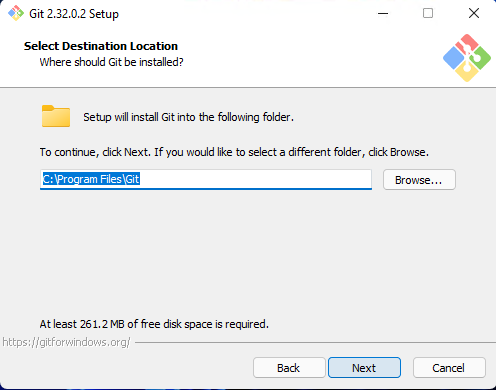 Git 2.32.0.2 Setup
Select Destination Location
Where should Git be installed?
Setup will install Git into the following folder.
To continue, click Next. If you would like to select a different folder, click Browse.
C:\Program Files\Git
Browse...
At least 261.2 MB of free disk space is required.
https://gitforwindows.org/
Back
Next
Cancel